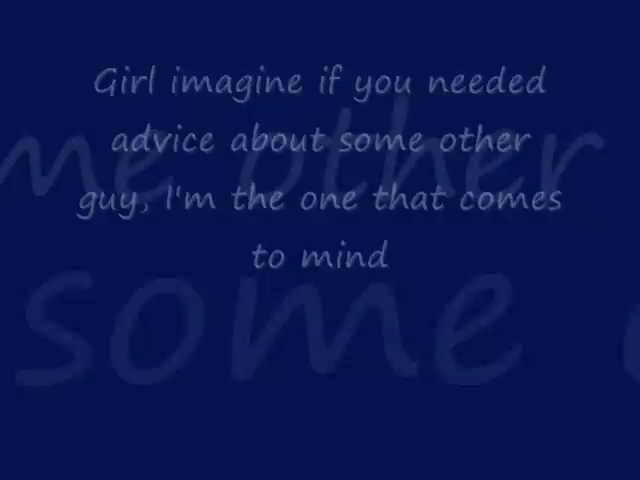 Girl imagine if you needed
advice about some other
guy, I'm the one that comes
to mind
me other
some